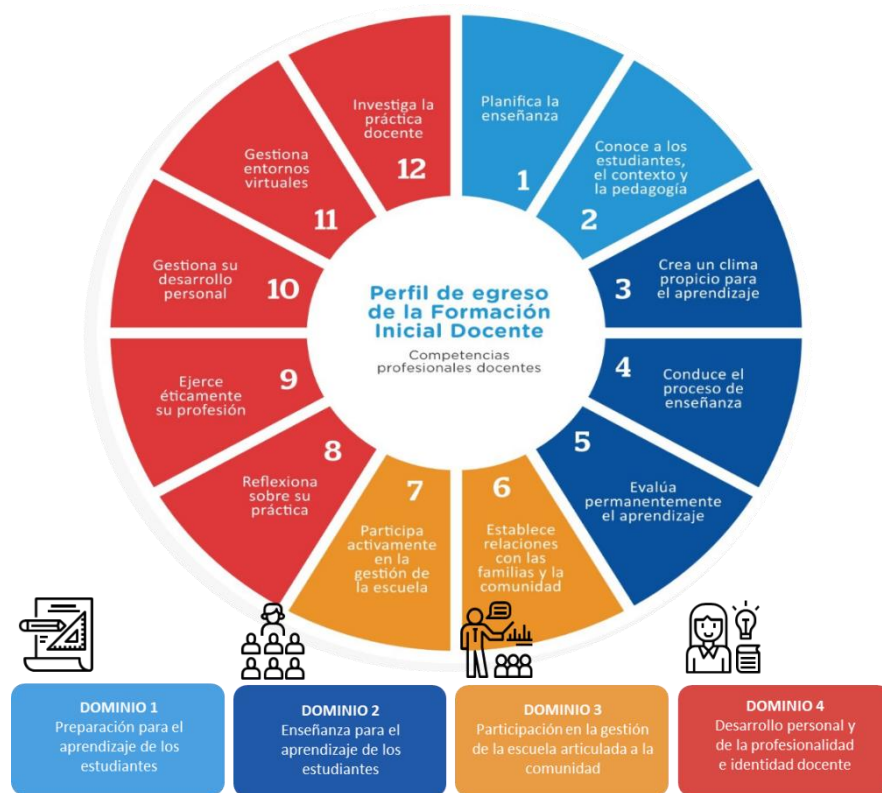 Planifica la
enseñanza
1
Conoce a los
estudiantes,
el contexto y
la pedagogía
2
3
Crea un clima
propicio para
el aprendizaje
4
Conduce el
proceso de
enseñanza
5
Evalúa
permanentemente
el aprendizaje
6
Establece
relaciones
con las
familias y la
comunidad
7
Participa
activamente
en la
gestión de
la escuela
8
Reflexiona
sobre su
práctica
9
Ejerce
éticamente
su profesión
Gestiona su
desarrollo
personal
10
Gestiona
entornos
virtuales
11
Investiga la
práctica
docente
12
Perfil de egreso
de la Formación
Inicial Docente
Competencias
profesionales docentes
DOMINIO 1
Preparación para el
aprendizaje de los
estudiantes
DOMINIO 2
Enseñanza para el
aprendizaje de los
estudiantes
DOMINIO 3
Participación en la gestión
de la escuela articulada a la
comunidad
DOMINIO 4
Desarrollo personal y
de la profesionalidad
e identidad docente